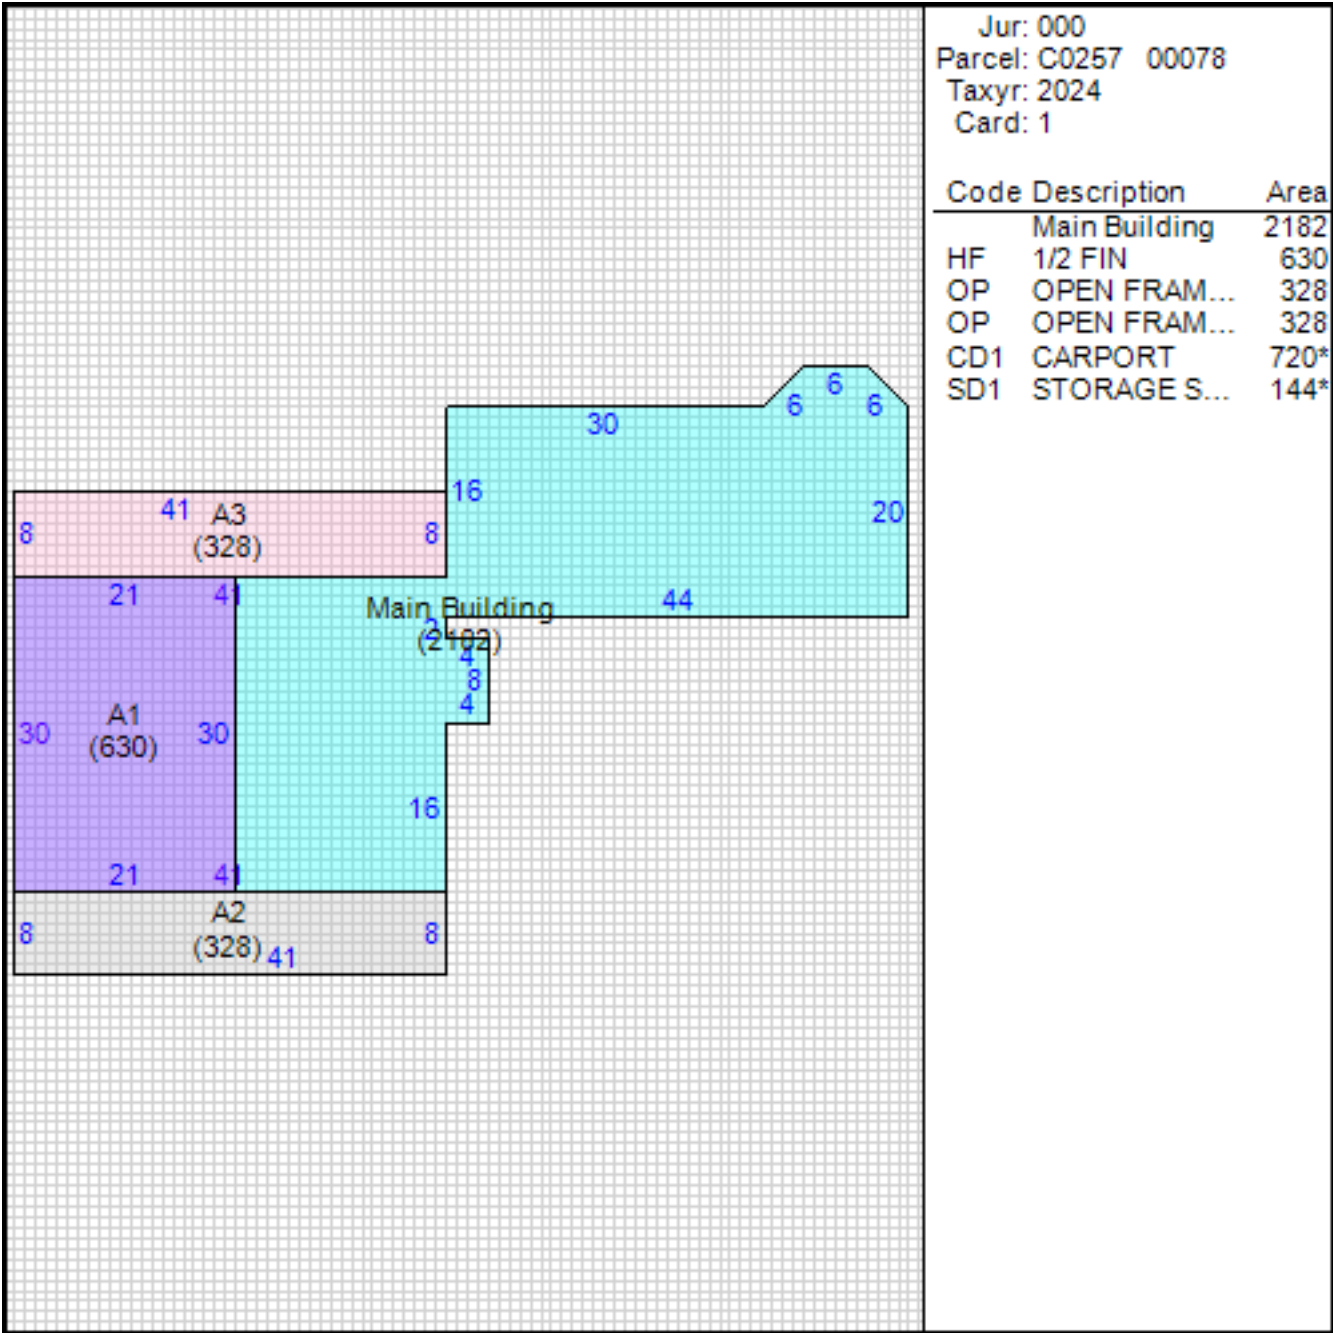 Jur: 000
Parcel: C0257 00078
Taxyr: 2024
Card: 1
Code Description Area
Main Building 2182
HF 1/2 FIN 630
OP OPEN FRAM... 328
OP OPEN FRAM... 328
CD1 CARPORT 720*
SD1 STORAGE S... 144*
6
6 6
30
16
20
41 A3
8 (328) 8
21 41
Main Building 44
2
(2182)
4
8
4
A1
30 (630) 30
16
21 41
A2
8 (328) 41 8